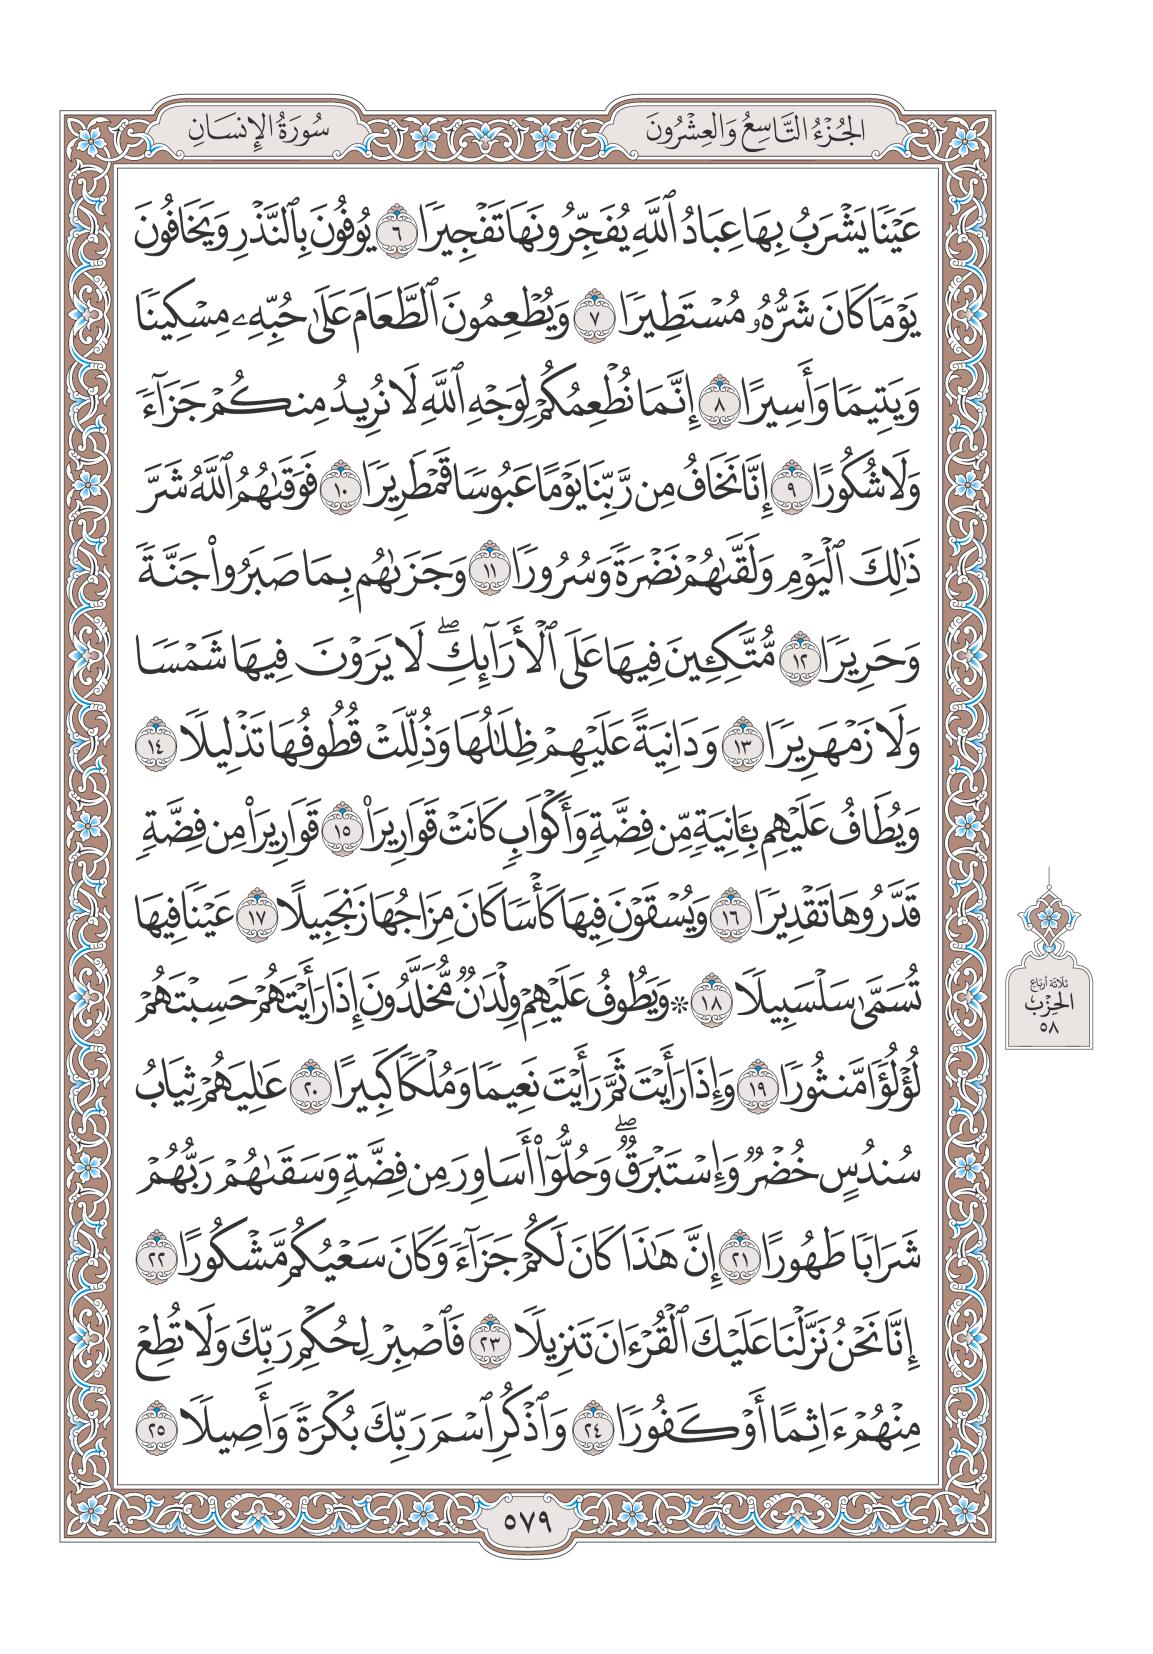 الجُزْءُ التَّاسِعُ وَالعِشْرُونَ
سُورَةُ الإِنسَانِ
عَيْنٗا يَشْرَبُ بِهَا عِبَادُ ٱللَّهِ يُفَجِّرُونَهَا تَفْجِيرٗا ٦ يُوفُونَ بِٱلنَّذْرِ وَيَخَافُونَ
يَوْمٗا كَانَ شَرُّهُۥ مُسْتَطِيرٗا ٧ وَيُطْعِمُونَ ٱلطَّعَامَ عَلَىٰ حُبِّهِۦ مِسْكِينٗا
وَيَتِيمٗا وَأَسِيرًا ٨ إِنَّمَا نُطْعِمُكُمْ لِوَجْهِ ٱللَّهِ لَا نُرِيدُ مِنكُمْ جَزَآءٗ
وَلَا شُكُورًا ٩ إِنَّا نَخَافُ مِن رَّبِّنَا يَوْمًا عَبُوسٗا قَمْطَرِيرٗا ١٠ فَوَقَىٰهُمُ ٱللَّهُ شَرَّ
ذَٰلِكَ ٱلْيَوْمِ وَلَقَّىٰهُمْ نَضْرَةٗ وَسُرُورٗا ١١ وَجَزَىٰهُم بِمَا صَبَرُواْ جَنَّةٗ
وَحَرِيرٗا ١٢ مُّتَّكِـِٔينَ فِيهَا عَلَى ٱلْأَرَآئِكِۖ لَا يَرَوْنَ فِيهَا شَمْسٗا
وَلَا زَمْهَرِيرٗا ١٣ وَدَانِيَةً عَلَيْهِمْ ظِلَٰلُهَا وَذُلِّلَتْ قُطُوفُهَا تَذْلِيلٗا ١٤
وَيُطَافُ عَلَيْهِم بِـَٔانِيَةٖ مِّن فِضَّةٖ وَأَكْوَابٖ كَانَتْ قَوَارِيرَا۠ ١٥ قَوَارِيرَاْ مِن فِضَّةٖ
قَدَّرُوهَا تَقْدِيرٗا ١٦ وَيُسْقَوْنَ فِيهَا كَأْسٗا كَانَ مِزَاجُهَا زَنجَبِيلًا ١٧ عَيْنٗا فِيهَا
تُسَمَّىٰ سَلْسَبِيلٗا ١٨ ۞ وَيَطُوفُ عَلَيْهِمْ وِلْدَٰنٞ مُّخَلَّدُونَ إِذَا رَأَيْتَهُمْ حَسِبْتَهُمْ
ثلاثة أرباع
الحِزْب
٥٨
لُؤْلُؤٗا مَّنثُورٗا ١٩ وَإِذَا رَأَيْتَ ثَمَّ رَأَيْتَ نَعِيمٗا وَمُلْكٗا كَبِيرًا ٢٠ عَٰلِيَهُمْ ثِيَابُ
سُندُسٍ خُضْرٞ وَإِسْتَبْرَقٞۖ وَحُلُّوٓاْ أَسَاوِرَ مِن فِضَّةٖ وَسَقَىٰهُمْ رَبُّهُمْ
شَرَابٗا طَهُورًا ٢١ إِنَّ هَٰذَا كَانَ لَكُمْ جَزَآءٗ وَكَانَ سَعْيُكُم مَّشْكُورًا ٢٢
إِنَّا نَحْنُ نَزَّلْنَا عَلَيْكَ ٱلْقُرْءَانَ تَنزِيلٗا ٢٣ فَٱصْبِرْ لِحُكْمِ رَبِّكَ وَلَا تُطِعْ
مِنْهُمْ ءَاثِمًا أَوْ كَفُورٗا ٢٤ وَٱذْكُرِ ٱسْمَ رَبِّكَ بُكْرَةٗ وَأَصِيلٗا ٢٥
٥٧٩